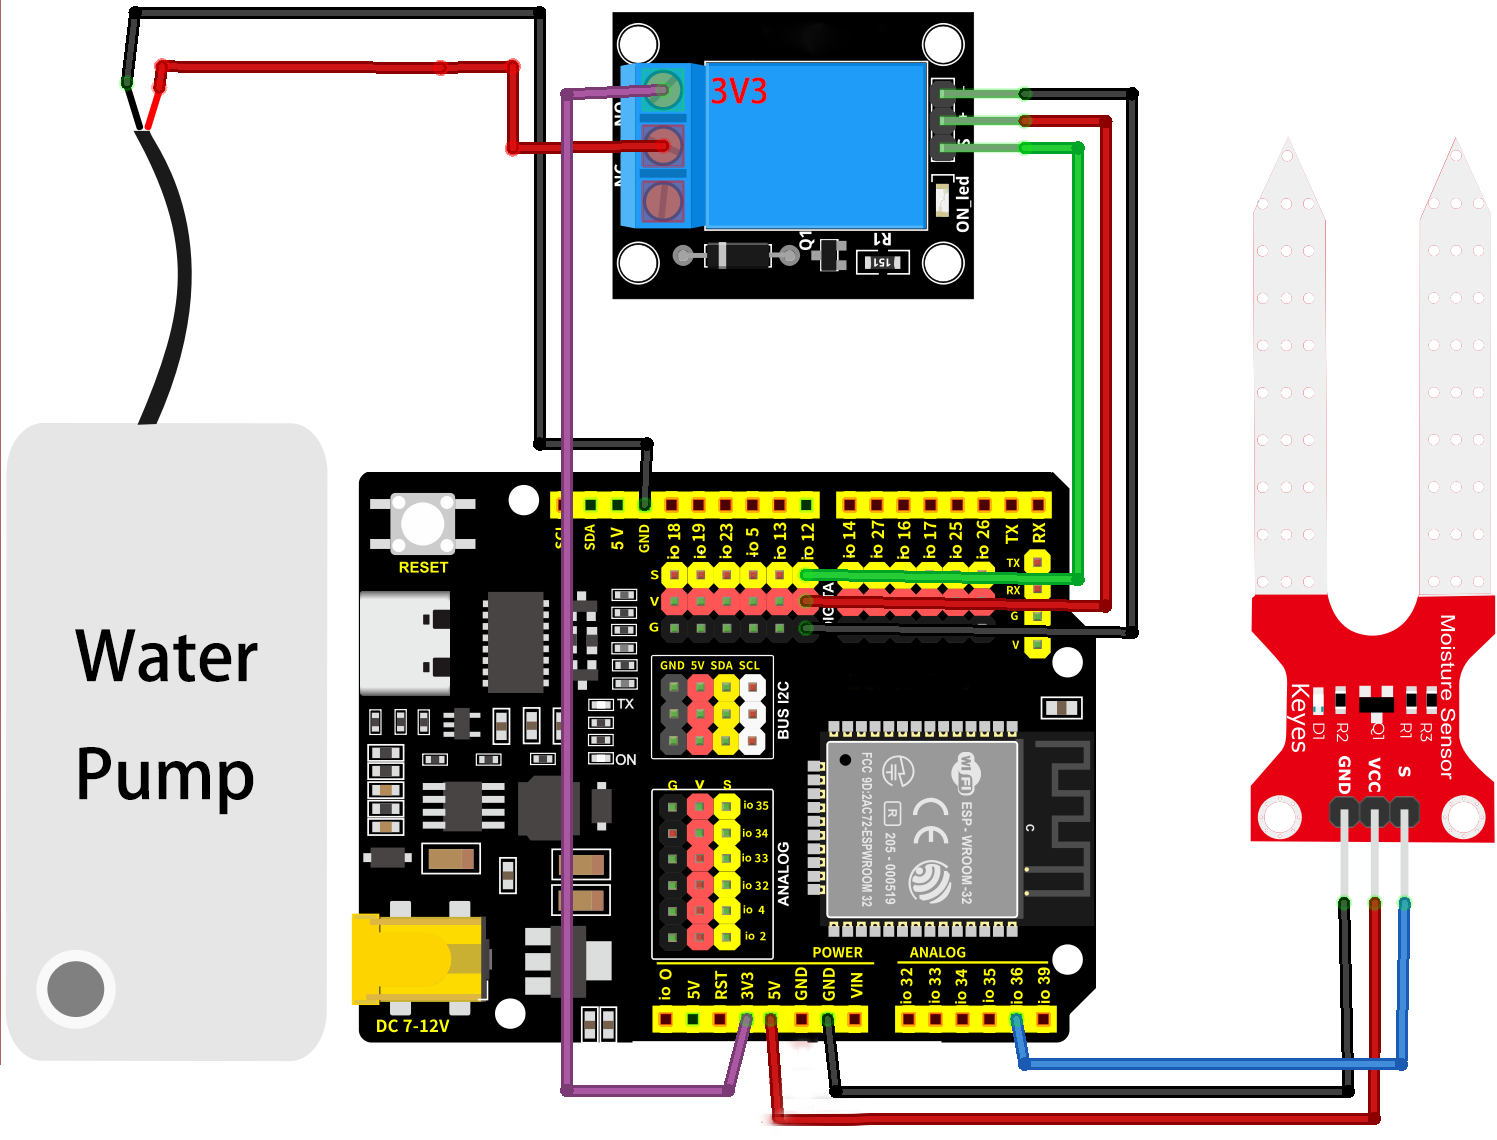 3V3
NO
NC
+
S
ON_led
Q1
R1
151
Water
Pump
RESET
SCL
SDA
5V
GND
io 18
io 19
io 23
io 5
io 13
io 12
io 14
io 27
io 16
io 17
io 25
io 26
TX
RX
S
V
G
TX
RX
G
V
GND 5V SDA SCL
BUS I2C
TX
ON
G V S
io 35
io 34
io 33
io 32
io 4
io 2
ANALOG
FCC 9D:2AC72-ESPWROOM 32
R 205 - 000519
CE
WiFi
ESP - WROOM-32
C
DC 7-12V
POWER
ANALOG
io O
5V
RST
3V3
5V
GND
GND
VIN
io 32
io 33
io 34
io 35
io 36
io 39
Moisture Sensor
Keyes
D1
R2
Q1
R1
R3
GND
VCC
S